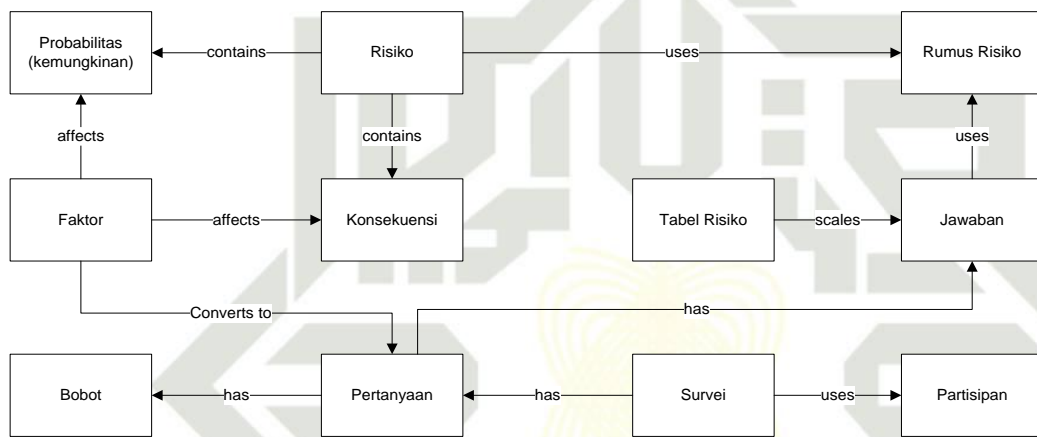 Probabilitas
(kemungkinan)
contains
Risiko
uses
Rumus Risiko
affects
contains
uses
Faktor
affects
Konsekuensi
Tabel Risiko
scales
Jawaban
Converts to
has
Bobot
has
Pertanyaan
has
Survei
uses
Partisipan